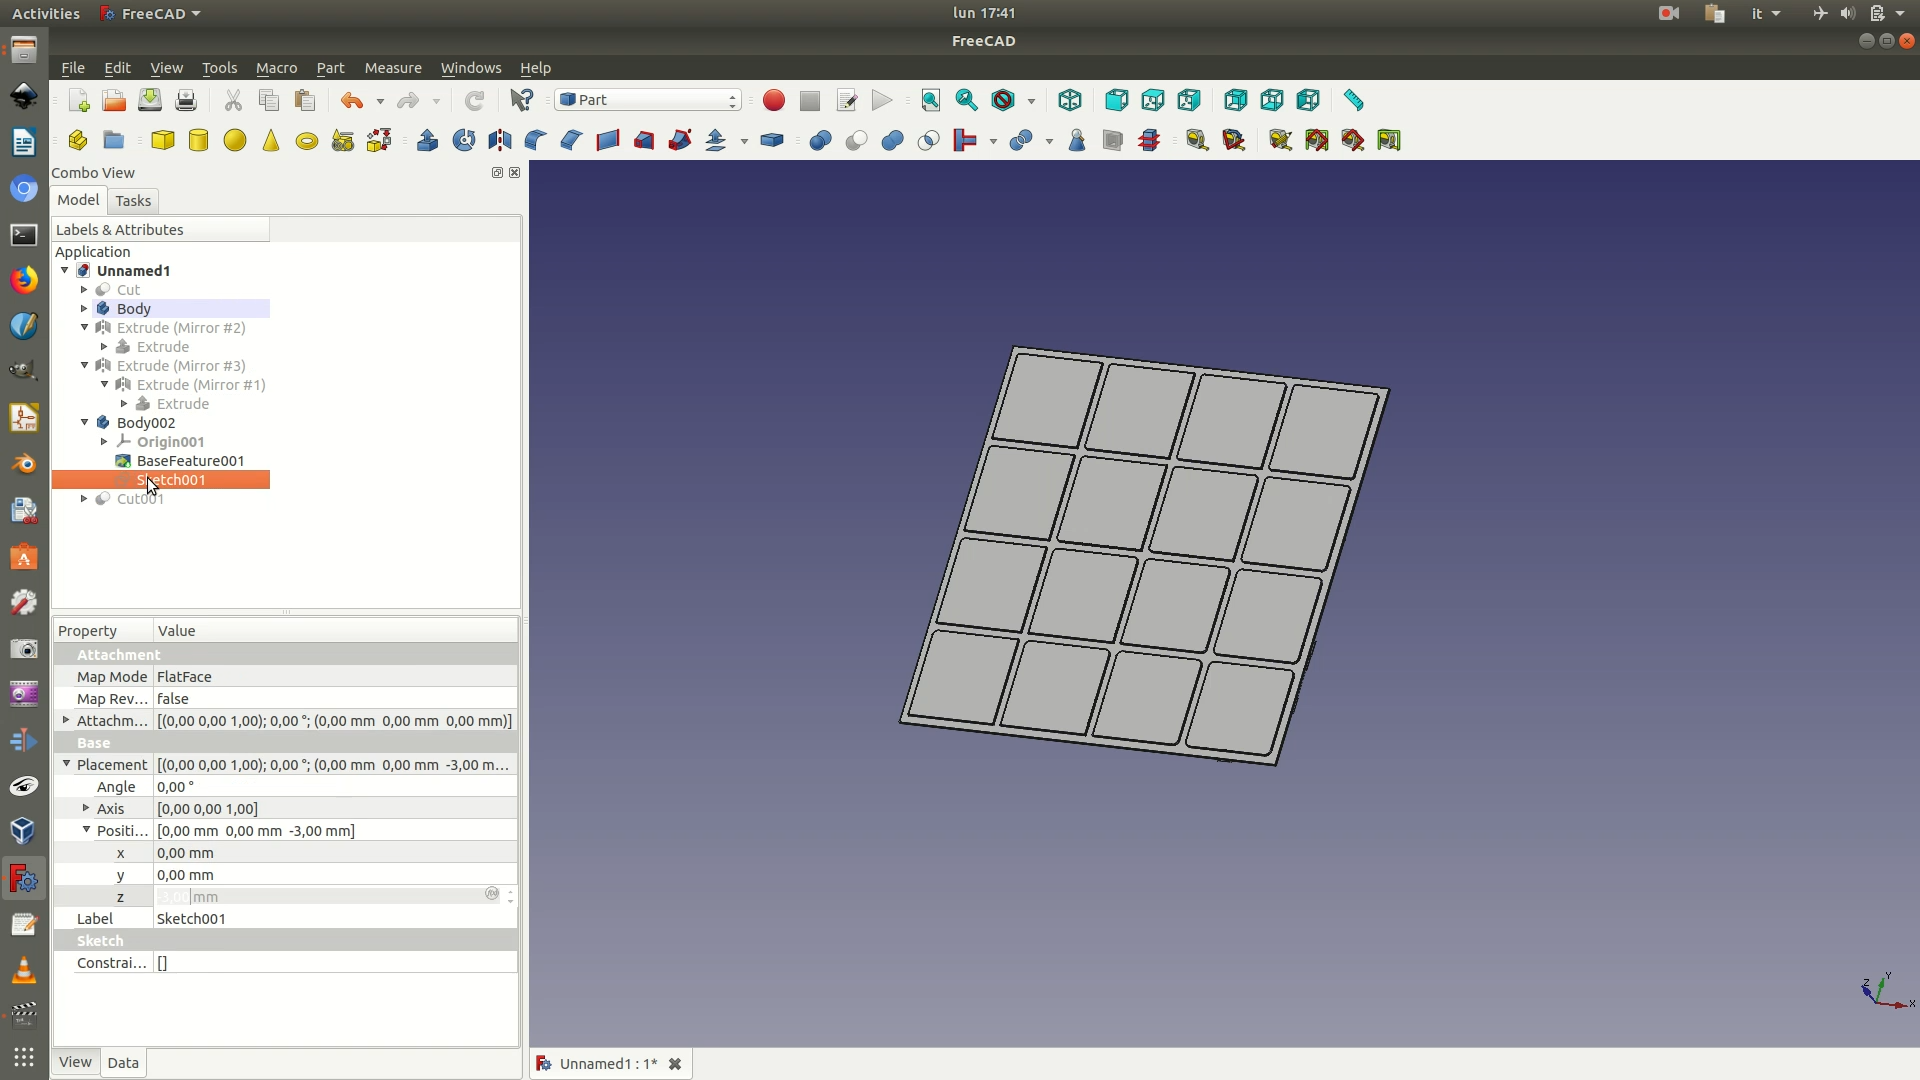 Activities FreeCAD lun 17:41 it
FreeCAD
File Edit View Tools Macro Part Measure Windows Help
Part
Combo View
Model Tasks
Labels & Attributes
Application
Unnamed1
Cut
Body
Extrude (Mirror #2)
Extrude
Extrude (Mirror #3)
Extrude (Mirror #1)
Extrude
Body002
Origin001
BaseFeature001
Sketch001
Cut001
Property Value
Attachment
Map Mode FlatFace
Map Rev... false
Attachm... [(0,00 0,00 1,00); 0,00 °; (0,00 mm 0,00 mm 0,00 mm)]
Base
Placement [(0,00 0,00 1,00); 0,00 °; (0,00 mm 0,00 mm -3,00 m...
Angle 0,00 °
Axis [0,00 0,00 1,00]
Positi... [0,00 mm 0,00 mm -3,00 mm]
x 0,00 mm
y 0,00 mm
z 3,00 mm
Label Sketch001
Sketch
Constrai... []
Z Y X
View Data
Unnamed1 : 1*